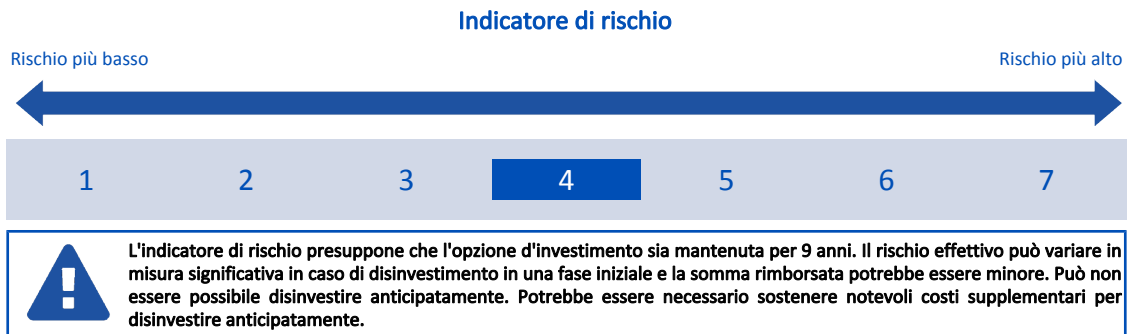 Indicatore di rischio
Rischio più basso Rischio più alto
1 2 3 4 5 6 7
L'indicatore di rischio presuppone che l'opzione d'investimento sia mantenuta per 9 anni. Il rischio effettivo può variare in
misura significativa in caso di disinvestimento in una fase iniziale e la somma rimborsata potrebbe essere minore. Può non
essere possibile disinvestire anticipatamente. Potrebbe essere necessario sostenere notevoli costi supplementari per
disinvestire anticipatamente.